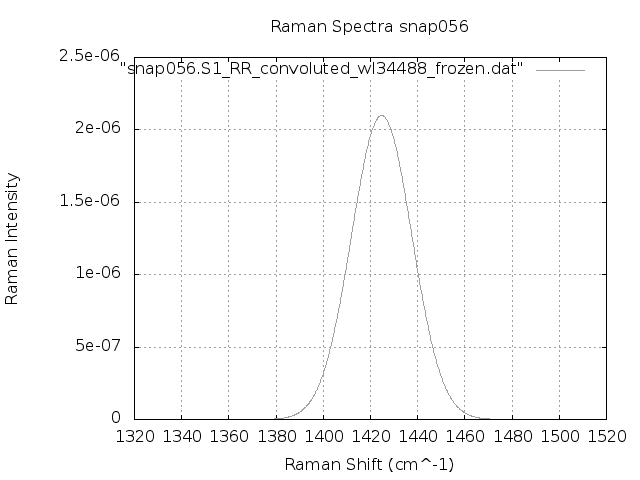 Raman Spectra snap056
2.5e-06
"snap056.S1_RR_convoluted_wl34488_frozen.dat"
2e-06
1.5e-06
Raman Intensity
1e-06
5e-07
0
1320 1340 1360 1380 1400 1420 1440 1460 1480 1500 1520
Raman Shift (cm^-1)